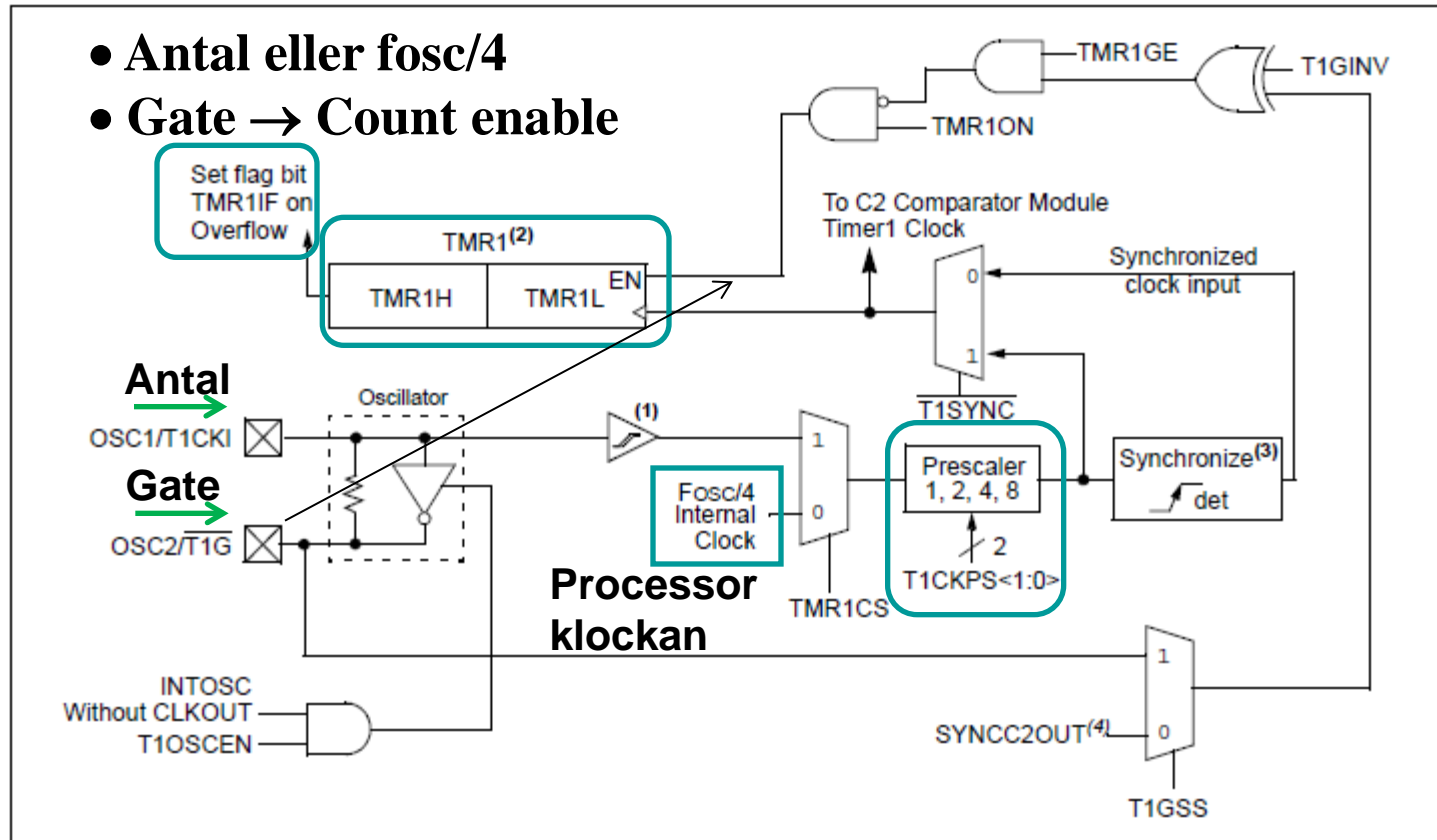 • Antal eller fosc/4
• Gate → Count enable
TMR1GE
T1GINV
TMR1ON
Set flag bit
TMR1IF on
Overflow
TMR1(2)
EN
TMR1H
TMR1L
To C2 Comparator Module
Timer1 Clock
0
Synchronized
clock input
1
T1SYNC
Antal
OSC1/T1CKI
Oscillator
(1)
1
Fosc/4
Internal
Clock
0
TMR1CS
Prescaler
1, 2, 4, 8
2
T1CKPS<1:0>
Synchronize(3)
det
Gate
OSC2/T1G
Processor
klockan
INTOSC
Without CLKOUT
T1OSCEN
1
SYNCC2OUT(4)
0
T1GSS